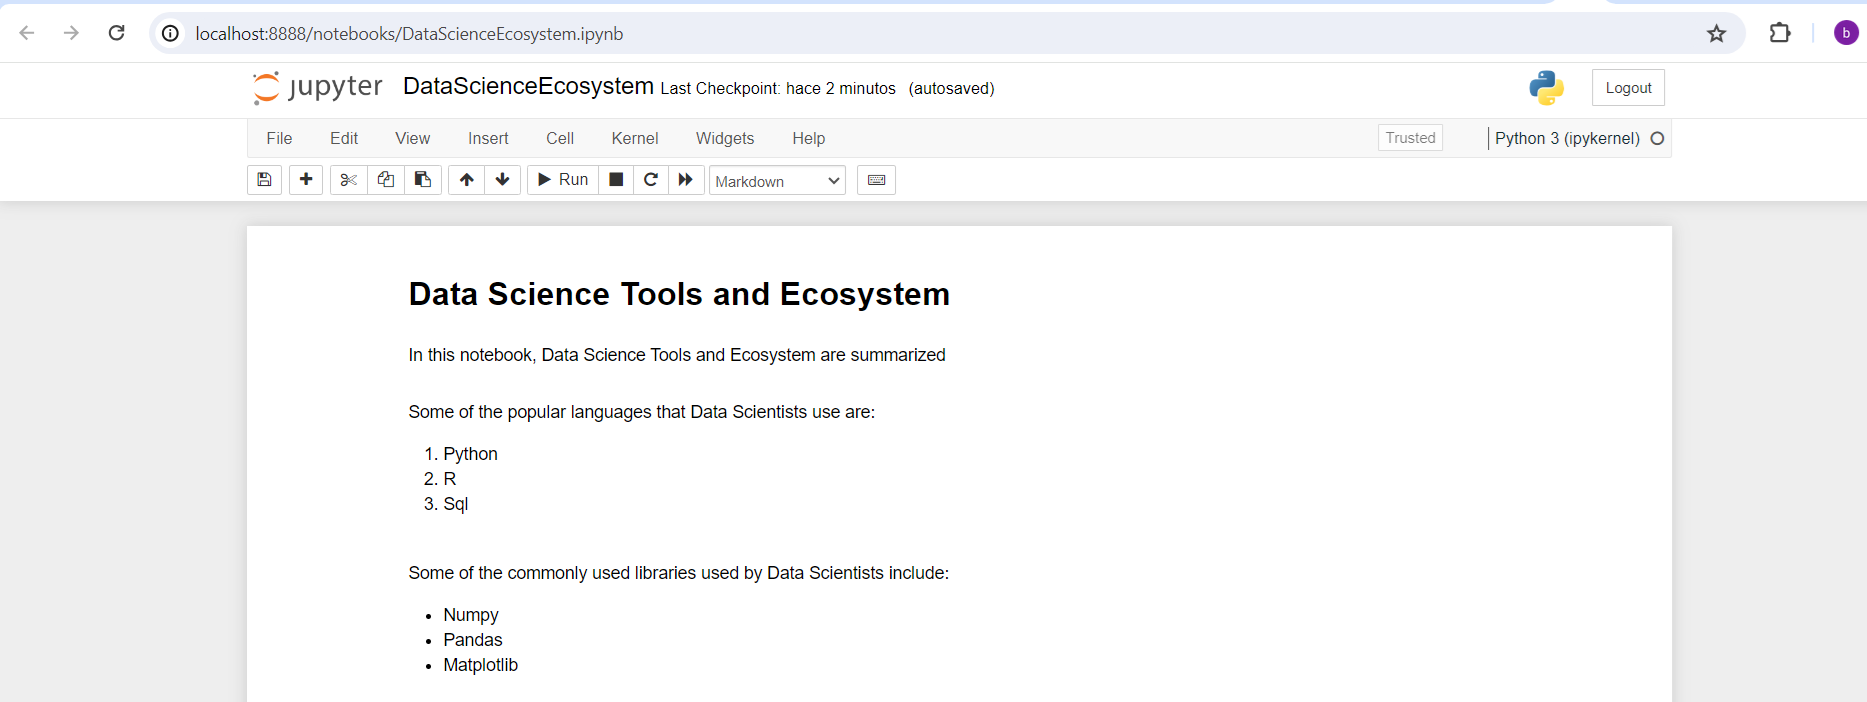 localhost:8888/notebooks/DataScienceEcosystem.ipynb
b
jupyter DataScienceEcosystem Last Checkpoint: hace 2 minutos (autosaved)
Logout
File Edit View Insert Cell Kernel Widgets Help
Trusted
Python 3 (ipykernel)
Run
Markdown
Data Science Tools and Ecosystem
In this notebook, Data Science Tools and Ecosystem are summarized
Some of the popular languages that Data Scientists use are:
1. Python
2. R
3. Sql
Some of the commonly used libraries used by Data Scientists include:
• Numpy
• Pandas
• Matplotlib